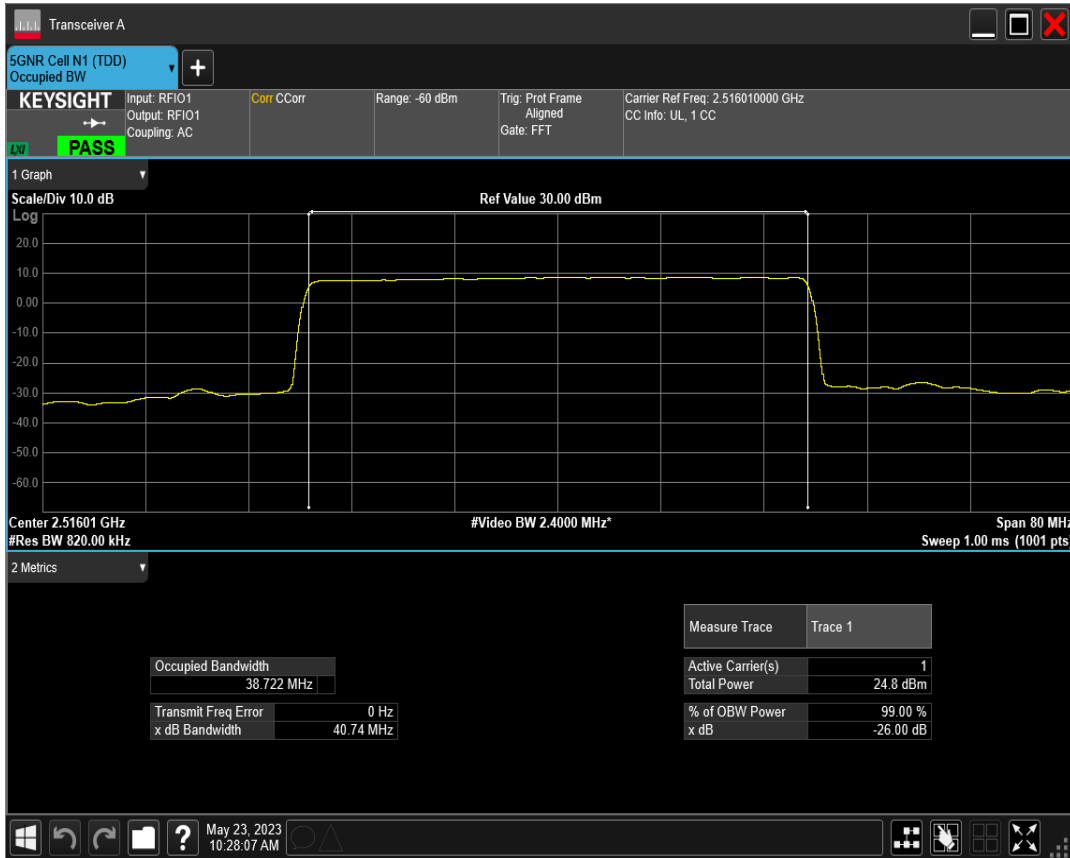 Transceiver A
5GNR Cell N1 (TDD)
Occupied BW
+
KEYSIGHT
LXI
PASS
Input: RFIO1
Output: RFIO1
Coupling: AC
Corr CCorr
Range: -60 dBm
Trig: Prot Frame
Aligned
Gate: FFT
Carrier Ref Freq: 2.516010000 GHz
CC Info: UL, 1 CC
1 Graph
Scale/Div 10.0 dB
Ref Value 30.00 dBm
Log
20.0
10.0
0.00
-10.0
-20.0
-30.0
-40.0
-50.0
-60.0
Center 2.51601 GHz
#Video BW 2.4000 MHz*
Span 80 MHz
#Res BW 820.00 kHz
Sweep 1.00 ms (1001 pts)
2 Metrics
Measure Trace Trace 1
Occupied Bandwidth
38.722 MHz
Transmit Freq Error 0 Hz
x dB Bandwidth 40.74 MHz
Active Carrier(s) 1
Total Power 24.8 dBm
% of OBW Power 99.00 %
x dB -26.00 dB
?
May 23, 2023
10:28:07 AM